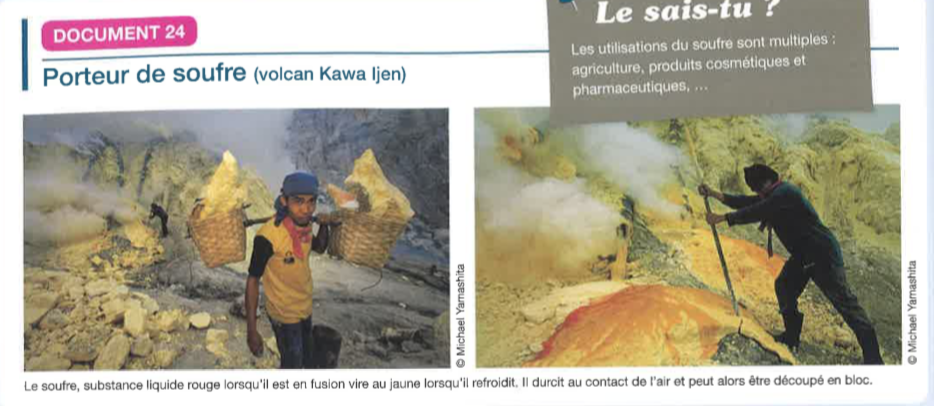 DOCUMENT 24
Porteur de soufre (volcan Kawa Ijen)
Le sais-tu ?
Les utilisations du soufre sont multiples :
agriculture, produits cosmétiques et
pharmaceutiques, ...
© Michael Yamashita
© Michael Yamashita
Le soufre, substance liquide rouge lorsqu'il est en fusion vire au jaune lorsqu'il refroidit. Il durcit au contact de l'air et peut alors être découpé en bloc.